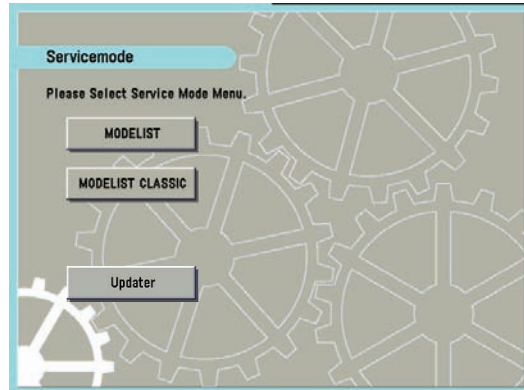 Servicemode
Please Select Service Mode Menu.
MODELIST
MODELIST CLASSIC
Updater